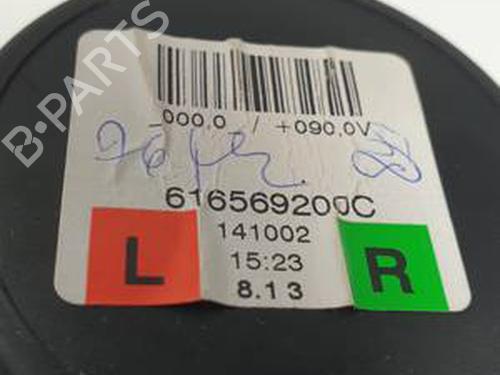 B-PARTS
-000,0 / +090,0V
616569200C
141002
L
15:23
R
8.13